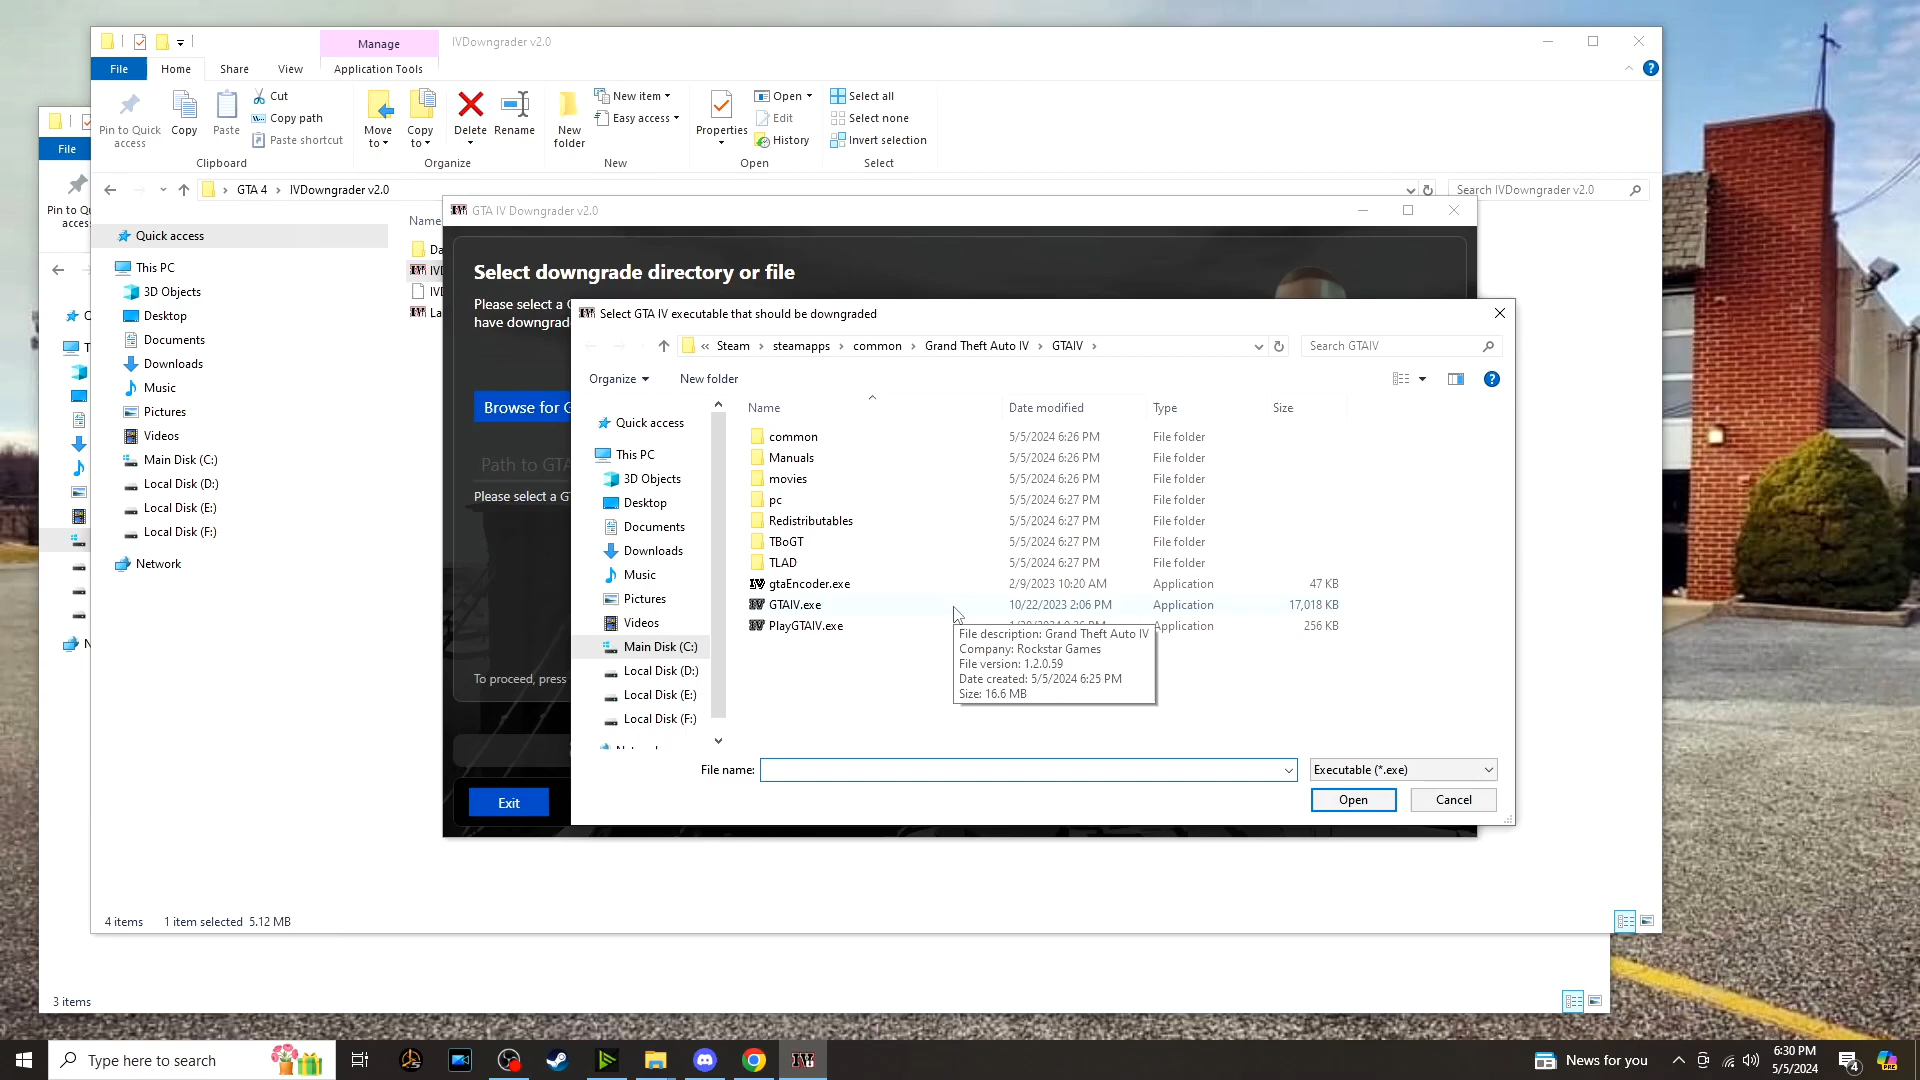 Manage
IVDowngrader v2.0
File
Home
Share
View
Application Tools
Pin to Quick access
Copy
Paste
Cut
Copy path
Paste shortcut
Clipboard
Move to
Copy to
Delete
Rename
Organize
New folder
New item
Easy access
New
Properties
Open
Edit
History
Open
Select all
Select none
Invert selection
Select
GTA 4 › IVDowngrader v2.0
Search IVDowngrader v2.0
File
Pin to Qu
access
Name
Da
IVD
IVD
La
Quick access
This PC
3D Objects
Desktop
Documents
Downloads
Music
Pictures
Videos
Main Disk (C:)
Local Disk (D:)
Local Disk (E:)
Local Disk (F:)
Network
GTA IV Downgrader v2.0
Select downgrade directory or file
Please select a G
have downgrade
Browse for G
Path to GTA
Please select a GT
To proceed, press
Exit
Select GTA IV executable that should be downgraded
« Steam › steamapps › common › Grand Theft Auto IV › GTAIV ›
Search GTAIV
Organize
New folder
Quick access
This PC
3D Objects
Desktop
Documents
Downloads
Music
Pictures
Videos
Main Disk (C:)
Local Disk (D:)
Local Disk (E:)
Local Disk (F:)
Name Date modified Type Size
common 5/5/2024 6:26 PM File folder
Manuals 5/5/2024 6:26 PM File folder
movies 5/5/2024 6:26 PM File folder
pc 5/5/2024 6:27 PM File folder
Redistributables 5/5/2024 6:27 PM File folder
TBoGT 5/5/2024 6:27 PM File folder
TLAD 5/5/2024 6:27 PM File folder
gtaEncoder.exe 2/9/2023 10:20 AM Application 47 KB
GTAIV.exe 10/22/2023 2:06 PM Application 17,018 KB
PlayGTAIV.exe Application 256 KB
File description: Grand Theft Auto IV
Company: Rockstar Games
File version: 1.2.0.59
Date created: 5/5/2024 6:25 PM
Size: 16.6 MB
File name:
Executable (*.exe)
Open
Cancel
4 items 1 item selected 5.12 MB
3 items
Type here to search
News for you
6:30 PM
5/5/2024
4